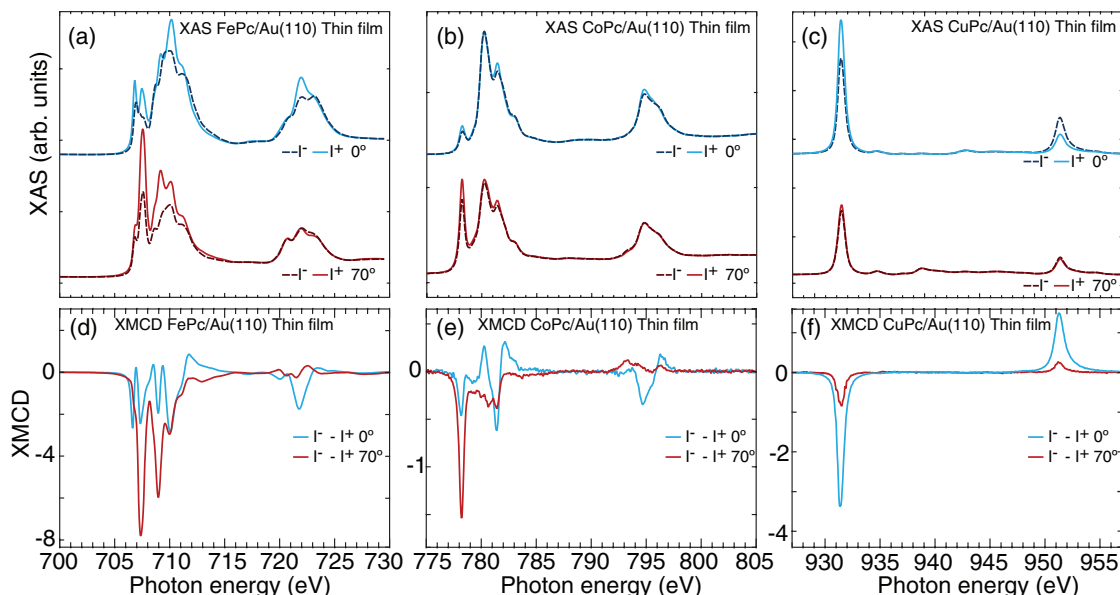 (a) XAS FePc/Au(110) Thin film
(b) XAS CoPc/Au(110) Thin film
(c) XAS CuPc/Au(110) Thin film
XAS (arb. units)
I- I+ 0º
I- I+ 70º
I- I+ 0º
I- I+ 70º
I- I+ 0º
I- I+ 70º
(d) XMCD FePc/Au(110) Thin film
(e) XMCD CoPc/Au(110) Thin film
(f) XMCD CuPc/Au(110) Thin film
XMCD
0
-4
-8
I- - I+ 0º
I- - I+ 70º
0
-1
I- - I+ 0º
I- - I+ 70º
0
-2
-4
I- - I+ 0º
I- - I+ 70º
700 710 720 730
775 780 785 790 795 800 805
930 935 940 945 950 955
Photon energy (eV)
Photon energy (eV)
Photon energy (eV)